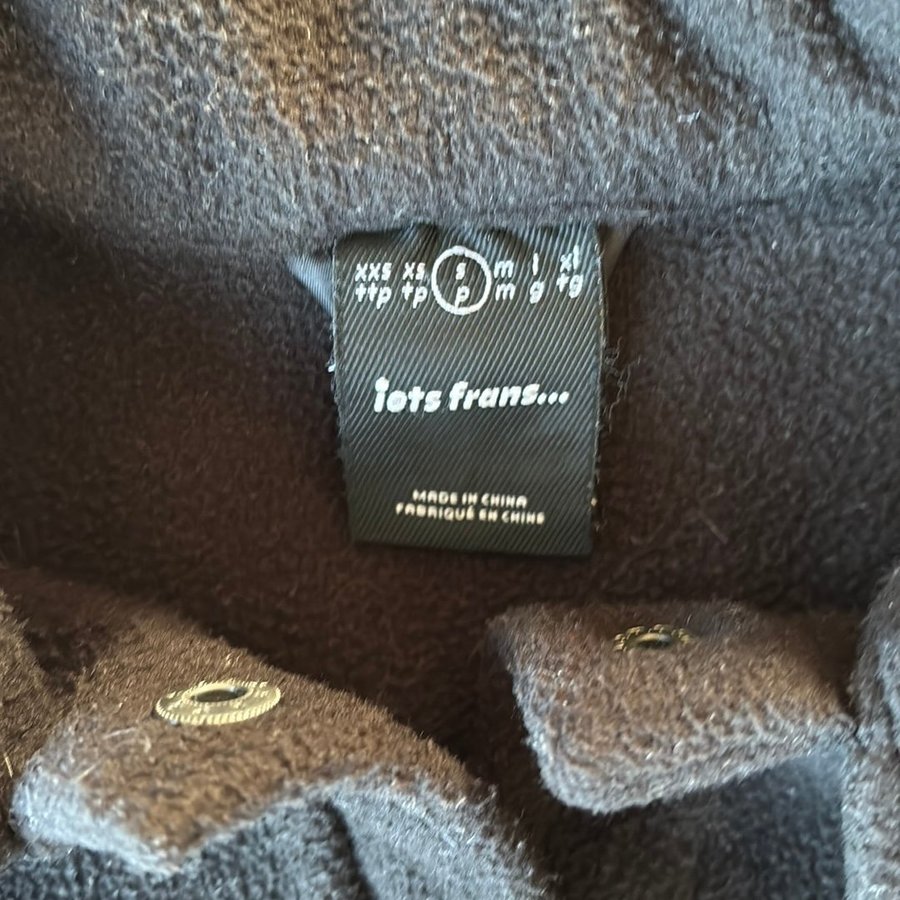 xxs xs s m l xl
ttp tp p m g tg
iets frans...
MADE IN CHINA
FABRIQUÉ EN CHINE